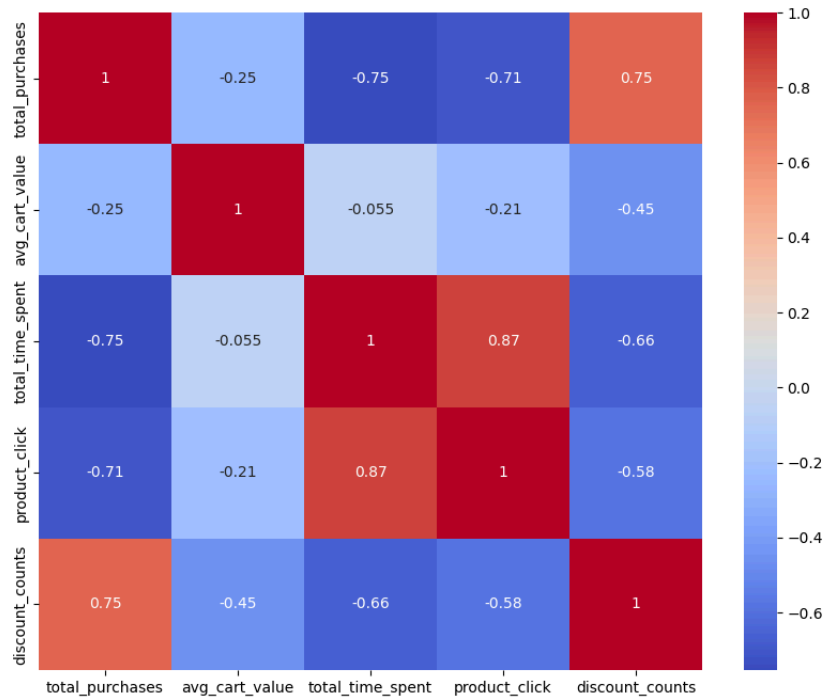 total_purchases 1 -0.25 -0.75 -0.71 0.75
avg_cart_value -0.25 1 -0.055 -0.21 -0.45
total_time_spent -0.75 -0.055 1 0.87 -0.66
product_click -0.71 -0.21 0.87 1 -0.58
discount_counts 0.75 -0.45 -0.66 -0.58 1
total_purchases avg_cart_value total_time_spent product_click discount_counts
1.0
0.8
0.6
0.4
0.2
0.0
−0.2
−0.4
−0.6